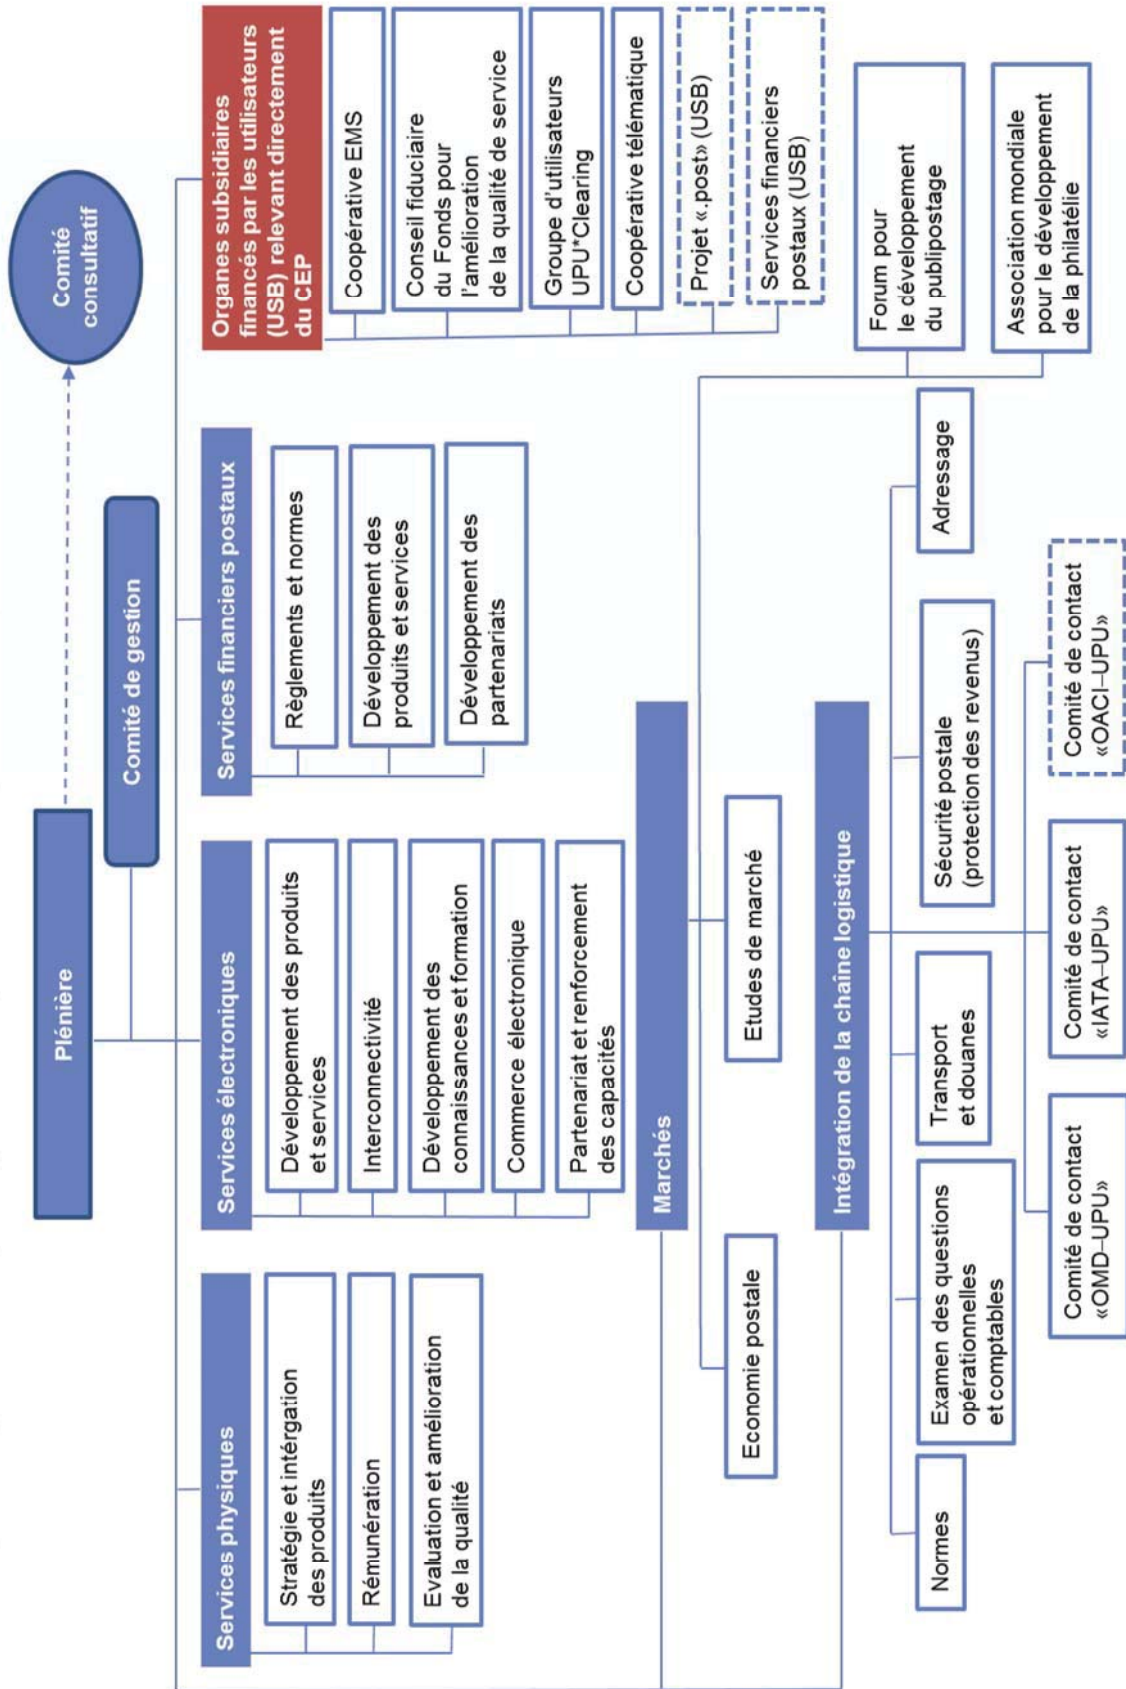 Plénière
Comité
consultatif
Comité de gestion
Services physiques
Stratégie et intérgation
des produits
Rémunération
Evaluation et amélioration
de la qualité
Services électroniques
Développement des produits
et services
Interconnectivité
Développement des
connaissances et formation
Commerce électronique
Partenariat et renforcement
des capacités
Services financiers postaux
Règlements et normes
Développement des
produits et services
Développement des
partenariats
Organes subsidiaires
financés par les utilisateurs
(USB) relevant directement
du CEP
Coopérative EMS
Conseil fiduciaire
du Fonds pour
l'amélioration
de la qualité de service
Groupe d'utilisateurs
UPU*Clearing
Coopérative télématique
Projet «.post» (USB)
Services financiers
postaux (USB)
Marchés
Economie postale
Etudes de marché
Forum pour
le développement
du publipostage
Association mondiale
pour le développement
de la philatélie
Intégration de la chaîne logistique
Normes
Examen des questions
opérationnelles
et comptables
Transport
et douanes
Sécurité postale
(protection des revenus)
Adressage
Comité de contact
«OMD–UPU»
Comité de contact
«IATA–UPU»
Comité de contact
«OACI–UPU»